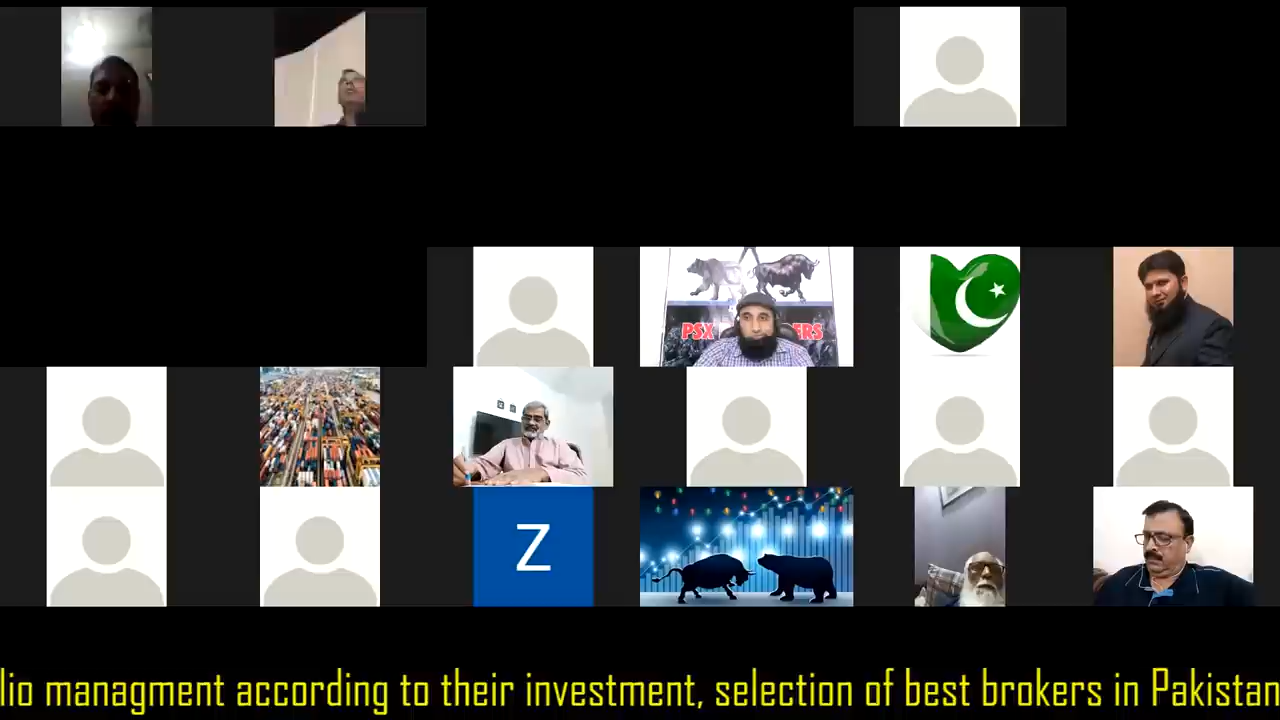 PSX ERS
Z
lio managment according to their investment, selection of best brokers in Pakistan